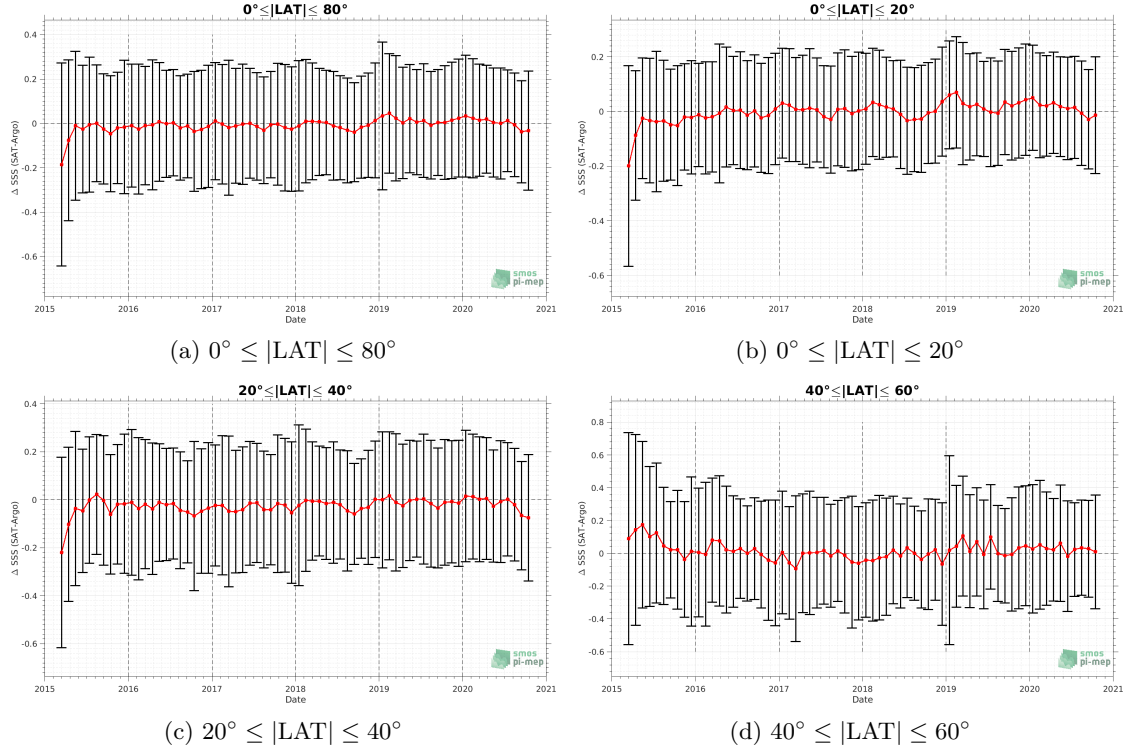 0°≤|LAT|≤ 80°
0.4
0.2
0
-0.2
-0.4
-0.6
Δ SSS (SAT-Argo)
smos
pi-mep
2015 2016 2017 2018 2019 2020 2021
Date
(a) 0° ≤ |LAT| ≤ 80°
0°≤|LAT|≤ 20°
0.2
0
-0.2
-0.4
-0.6
Δ SSS (SAT-Argo)
smos
pi-mep
2015 2016 2017 2018 2019 2020 2021
Date
(b) 0° ≤ |LAT| ≤ 20°
20°≤|LAT|≤ 40°
0.4
0.2
0
-0.2
-0.4
-0.6
Δ SSS (SAT-Argo)
smos
pi-mep
2015 2016 2017 2018 2019 2020 2021
Date
(c) 20° ≤ |LAT| ≤ 40°
40°≤|LAT|≤ 60°
0.8
0.6
0.4
0.2
0
-0.2
-0.4
-0.6
Δ SSS (SAT-Argo)
smos
pi-mep
2015 2016 2017 2018 2019 2020 2021
Date
(d) 40° ≤ |LAT| ≤ 60°